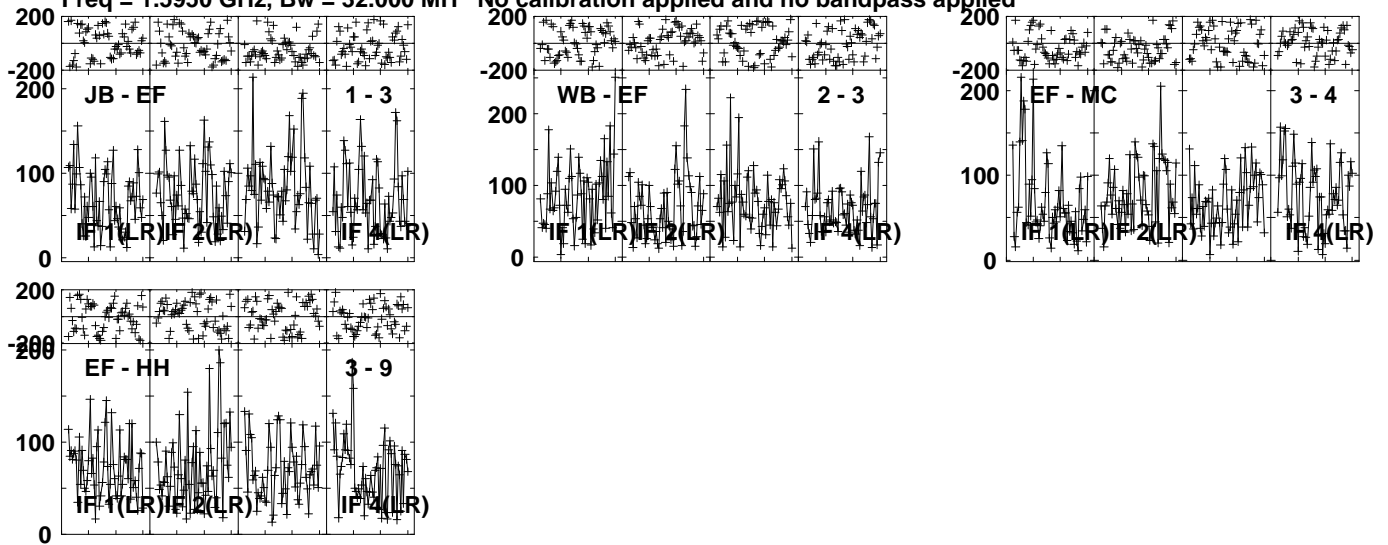 Freq = 1.5950 GHz, Bw = 32.000 MH No calibration applied and no bandpass applied
200 200 200
-200 -200 -200
200 JB - EF 1 - 3
100
0
IF 1(LR) IF 2(LR) IF 4(LR)
200 WB - EF 2 - 3
100
0
IF 1(LR) IF 2(LR) IF 4(LR)
200 EF - MC 3 - 4
100
0
IF 1(LR) IF 2(LR) IF 4(LR)
200
-200
200 EF - HH 3 - 9
100
0
IF 1(LR) IF 2(LR) IF 4(LR)